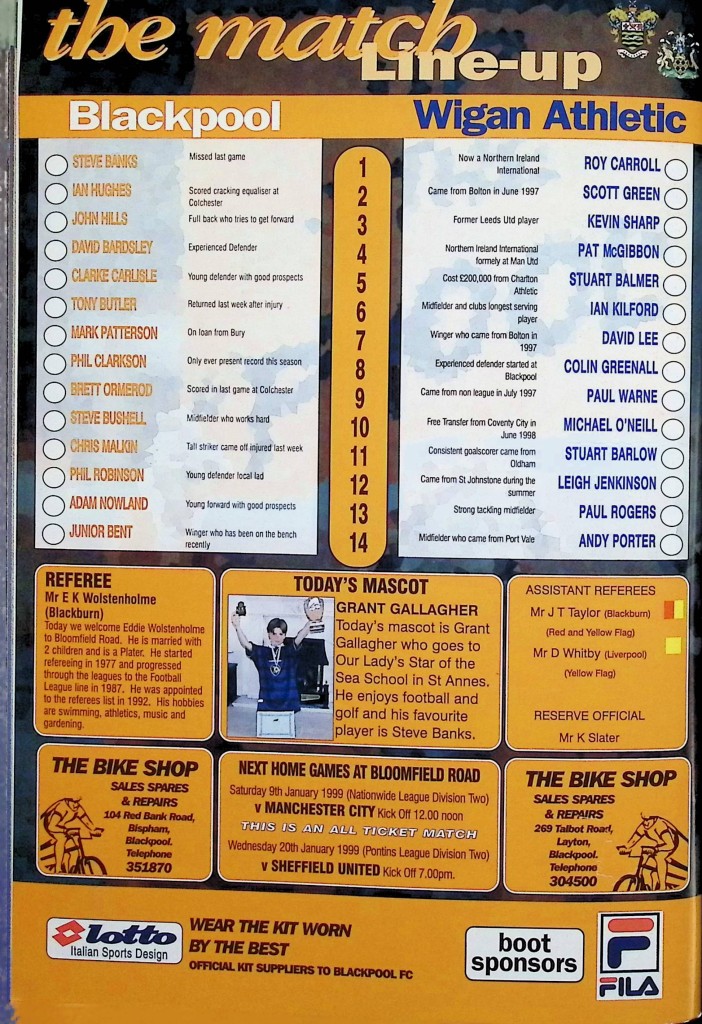 the match
Line-up
Blackpool
Wigan Athletic
STEVE BANKS Missed last game 1 Now a Northern Ireland International ROY CARROLL
IAN HUGHES Scored cracking equaliser at Colchester 2 Came from Bolton in June 1997 SCOTT GREEN
JOHN HILLS Full back who tries to get forward 3 Former Leeds Utd player KEVIN SHARP
DAVID BARDSLEY Experienced Defender 4 Northern Ireland International formely at Man Utd PAT McGIBBON
CLARKE CARLISLE Young defender with good prospects 5 Cost £200,000 from Charlton Athletic STUART BALMER
TONY BUTLER Returned last week after injury 6 Midfielder and clubs longest serving player IAN KILFORD
MARK PATTERSON On loan from Bury 7 Winger who came from Bolton in 1997 DAVID LEE
PHIL CLARKSON Only ever present record this season 8 Experienced defender started at Blackpool COLIN GREENALL
BRETT ORMEROD Scored in last game at Colchester 9 Came from non league in July 1997 PAUL WARNE
STEVE BUSHELL Midfielder who works hard 10 Free Transfer from Coventy City in June 1998 MICHAEL O'NEILL
CHRIS MALKIN Tall striker came off injured last week 11 Consistent goalscorer came from Oldham STUART BARLOW
PHIL ROBINSON Young defender local lad 12 Came from St Johnstone during the summer LEIGH JENKINSON
ADAM NOWLAND Young forward with good prospects 13 Strong tackling midfielder PAUL ROGERS
JUNIOR BENT Winger who has been on the bench recently 14 Midfielder who came from Port Vale ANDY PORTER
REFEREE
Mr E K Wolstenholme
(Blackburn)
Today we welcome Eddie Wolstenholme
to Bloomfield Road. He is married with
2 children and is a Plater. He started
refereeing in 1977 and progressed
through the leagues to the Football
League line in 1987. He was appointed
to the referees list in 1992. His hobbies
are swimming, athletics, music and
gardening.
TODAY'S MASCOT
GRANT GALLAGHER
Today's mascot is Grant
Gallagher who goes to
Our Lady's Star of the
Sea School in St Annes.
He enjoys football and
golf and his favourite
player is Steve Banks.
ASSISTANT REFEREES
Mr J T Taylor (Blackburn)
(Red and Yellow Flag)
Mr D Whitby (Liverpool)
(Yellow Flag)
RESERVE OFFICIAL
Mr K Slater
THE BIKE SHOP
SALES SPARES
& REPAIRS
104 Red Bank Road,
Bispham,
Blackpool.
Telephone
351870
NEXT HOME GAMES AT BLOOMFIELD ROAD
Saturday 9th January 1999 (Nationwide League Division Two)
v MANCHESTER CITY Kick Off 12.00 noon
THIS IS AN ALL TICKET MATCH
Wednesday 20th January 1999 (Pontins League Division Two)
v SHEFFIELD UNITED Kick Off 7.00pm.
THE BIKE SHOP
SALES SPARES
& REPAIRS
269 Talbot Road,
Layton,
Blackpool.
Telephone
304500
lotto
Italian Sports Design
WEAR THE KIT WORN
BY THE BEST
OFFICIAL KIT SUPPLIERS TO BLACKPOOL FC
boot
sponsors
FILA